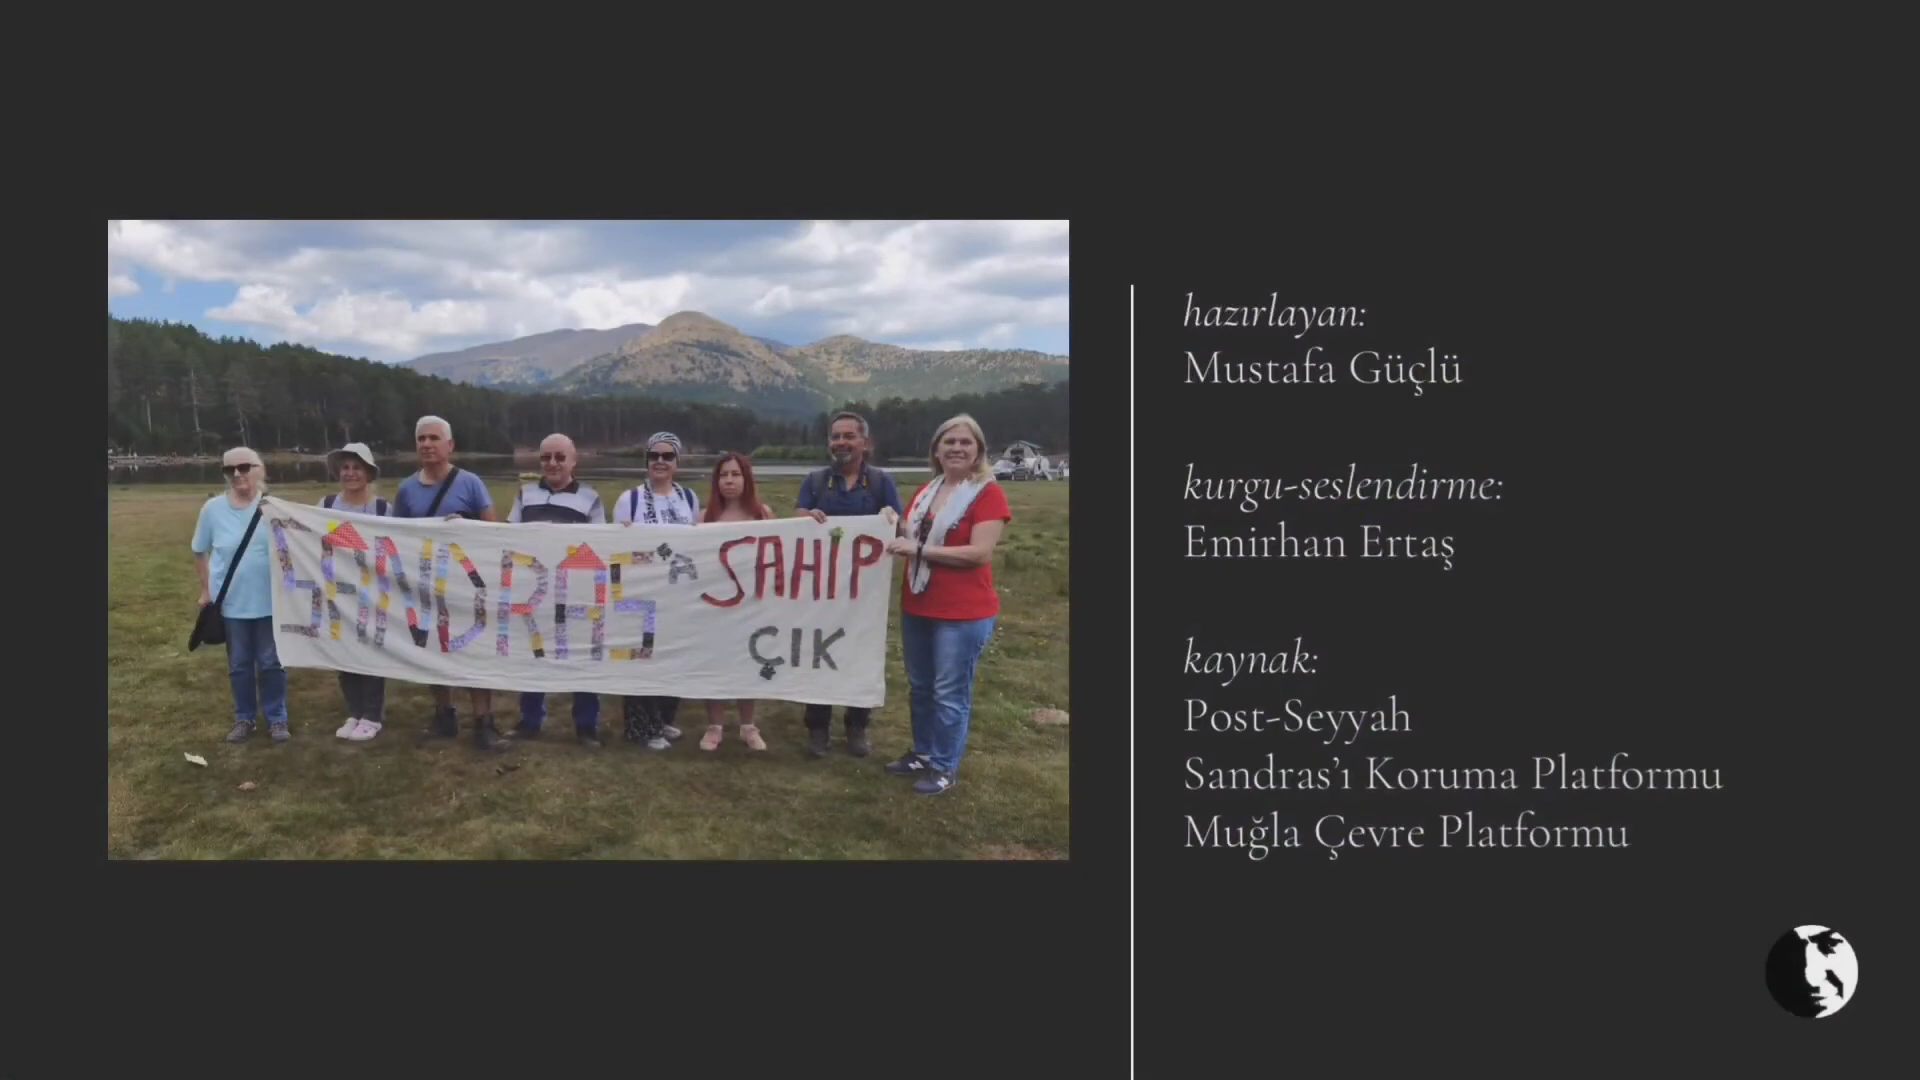 SANDRAS'A SAHİP
ÇIK
hazırlayan:
Mustafa Güçlü
kurgu-seslendirme:
Emirhan Ertaş
kaynak:
Post-Seyyah
Sandras’ı Koruma Platformu
Muğla Çevre Platformu